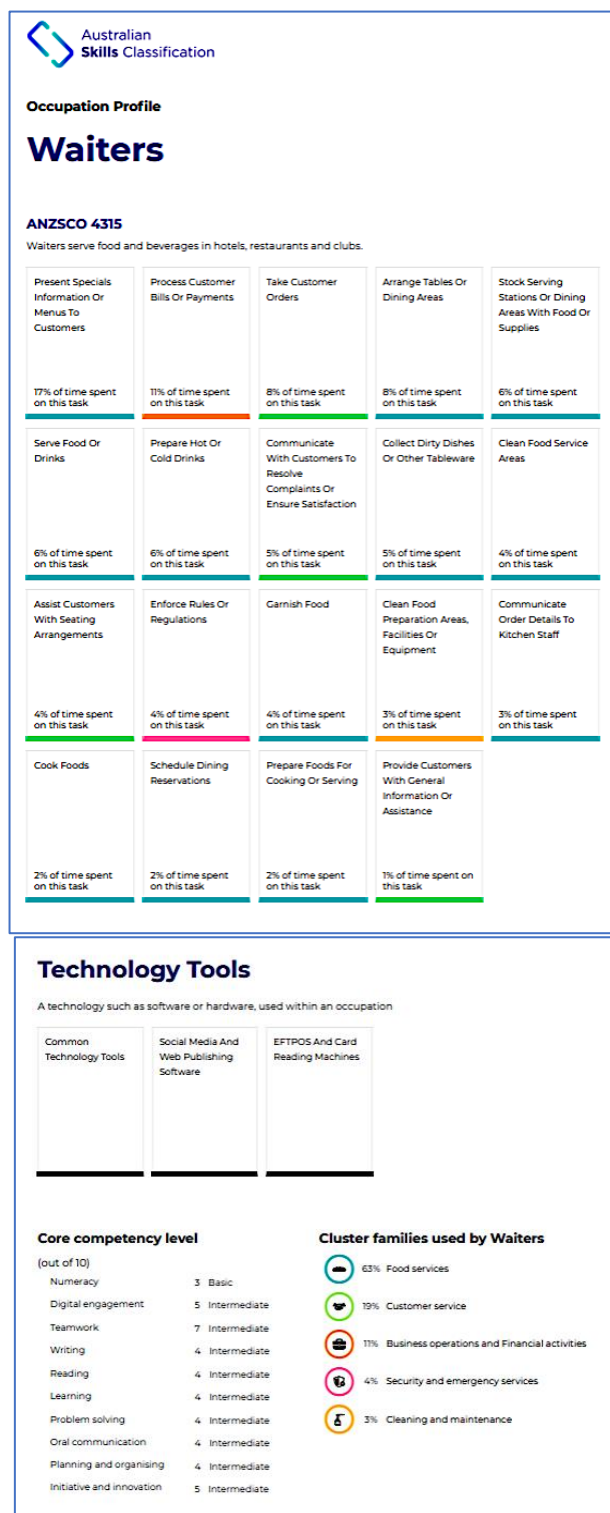 Australian
Skills Classification
Occupation Profile
Waiters
ANZSCO 4315
Waiters serve food and beverages in hotels, restaurants and clubs.
Present Specials
Information Or
Menus To
Customers
17% of time spent
on this task
Process Customer
Bills Or Payments
11% of time spent
on this task
Take Customer
Orders
8% of time spent
on this task
Arrange Tables Or
Dining Areas
8% of time spent
on this task
Stock Serving
Stations Or Dining
Areas With Food Or
Supplies
6% of time spent
on this task
Serve Food Or
Drinks
6% of time spent
on this task
Prepare Hot Or
Cold Drinks
6% of time spent
on this task
Communicate
With Customers To
Resolve
Complaints Or
Ensure Satisfaction
5% of time spent
on this task
Collect Dirty Dishes
Or Other Tableware
5% of time spent
on this task
Clean Food Service
Areas
4% of time spent
on this task
Assist Customers
With Seating
Arrangements
4% of time spent
on this task
Enforce Rules Or
Regulations
4% of time spent
on this task
Garnish Food
4% of time spent
on this task
Clean Food
Preparation Areas,
Facilities Or
Equipment
3% of time spent
on this task
Communicate
Order Details To
Kitchen Staff
3% of time spent
on this task
Cook Foods
2% of time spent
on this task
Schedule Dining
Reservations
2% of time spent
on this task
Prepare Foods For
Cooking Or Serving
2% of time spent
on this task
Provide Customers
With General
Information Or
Assistance
1% of time spent on
this task
Technology Tools
A technology such as software or hardware, used within an occupation
Common
Technology Tools
Social Media And
Web Publishing
Software
EFTPOS And Card
Reading Machines
Core competency level
(out of 10)
Numeracy 3 Basic
Digital engagement 5 Intermediate
Teamwork 7 Intermediate
Writing 4 Intermediate
Reading 4 Intermediate
Learning 4 Intermediate
Problem solving 4 Intermediate
Oral communication 4 Intermediate
Planning and organising 4 Intermediate
Initiative and innovation 5 Intermediate
Cluster families used by Waiters
63% Food services
19% Customer service
11% Business operations and Financial activities
4% Security and emergency services
3% Cleaning and maintenance